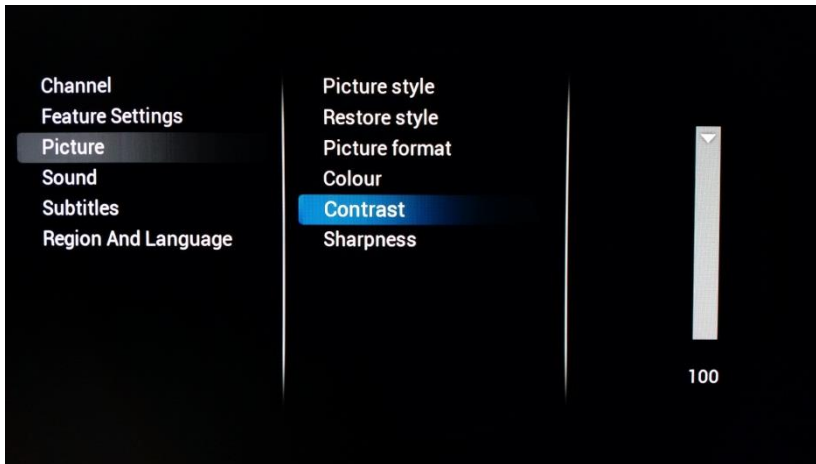 Channel
Feature Settings
Picture
Sound
Subtitles
Region And Language
Picture style
Restore style
Picture format
Colour
Contrast
Sharpness
100